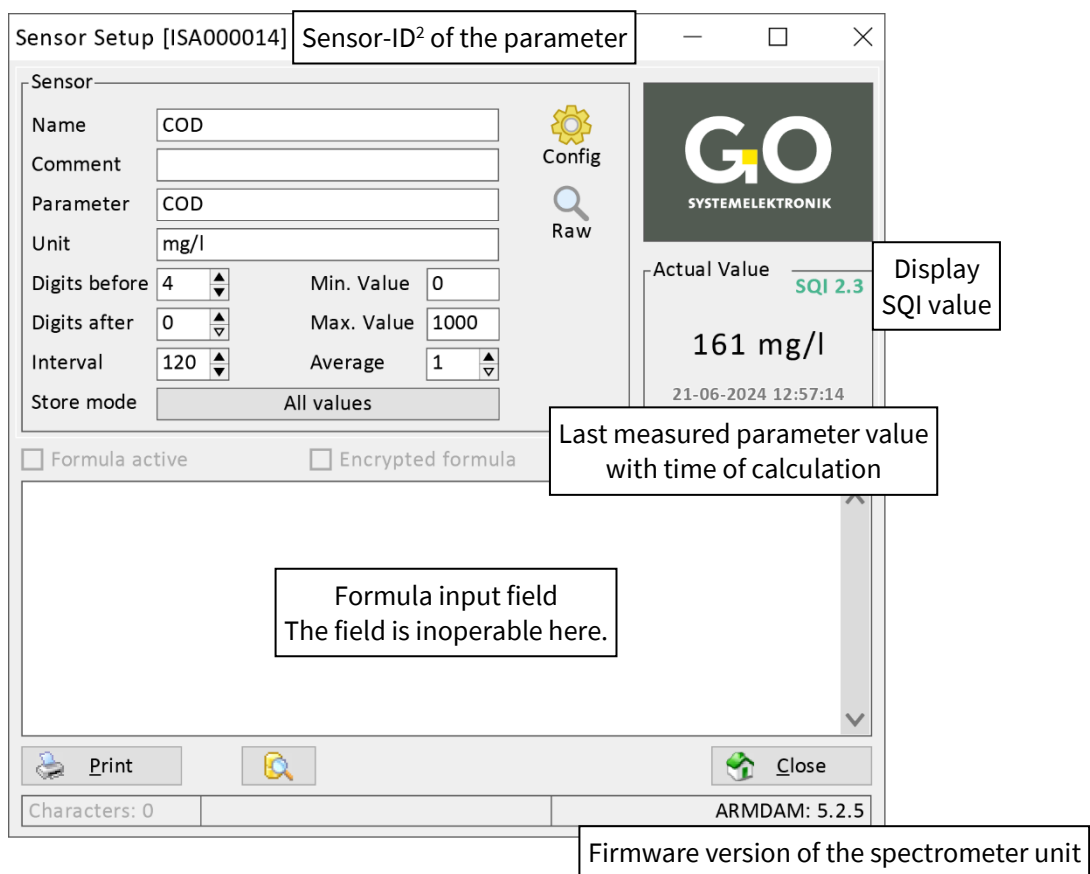 Sensor Setup [ISA000014]
Sensor-ID² of the parameter
Sensor
Name COD
Comment
Parameter COD
Unit mg/l
Digits before 4 Min. Value 0
Digits after 0 Max. Value 1000
Interval 120 Average 1
Store mode All values
Config
Raw
GO
SYSTEMELEKTRONIK
Actual Value
SQI 2.3
161 mg/l
21-06-2024 12:57:14
Display
SQI value
Last measured parameter value
with time of calculation
Formula active Encrypted formula
Formula input field
The field is inoperable here.
Print Close
Characters: 0 ARMDAM: 5.2.5
Firmware version of the spectrometer unit